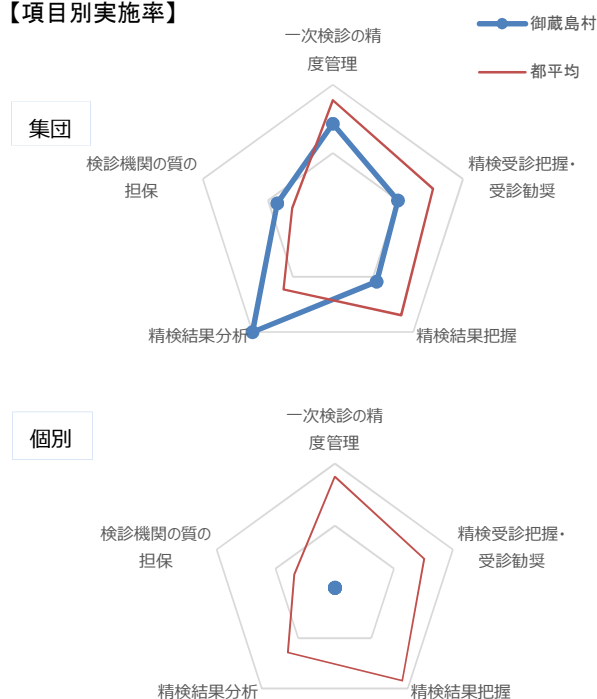 【項目別実施率】
御蔵島村
都平均
集団
一次検診の精
度管理
精検受診把握・
受診勧奨
精検結果把握
精検結果分析
検診機関の質の
担保
個別
一次検診の精
度管理
精検受診把握・
受診勧奨
精検結果把握
精検結果分析
検診機関の質の
担保